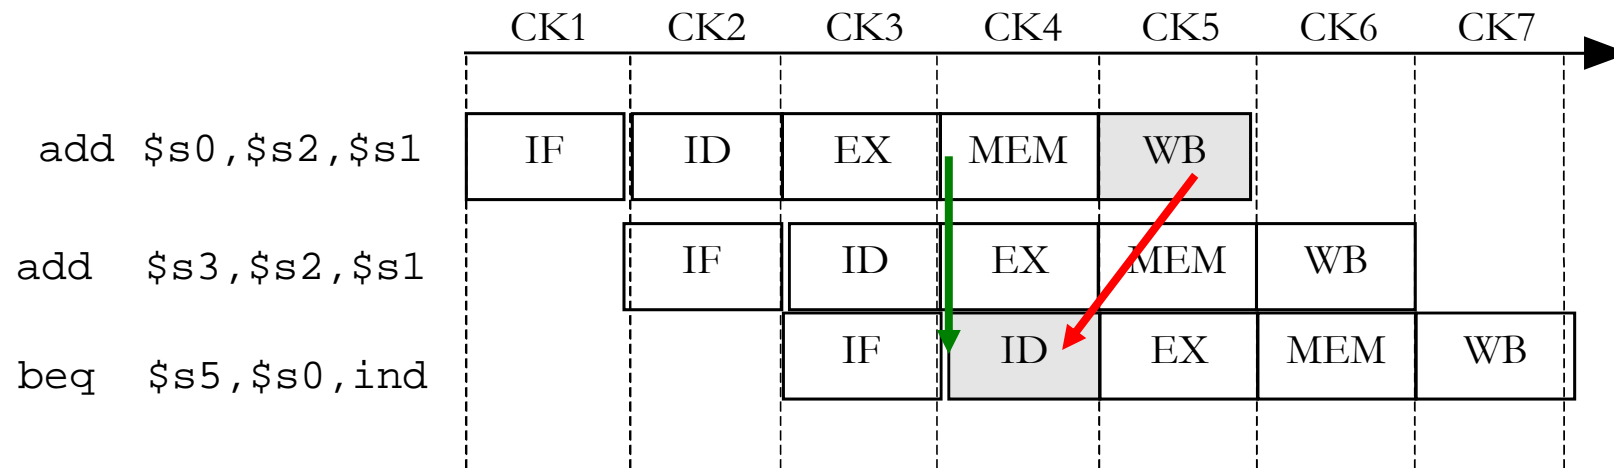 CK1 CK2 CK3 CK4 CK5 CK6 CK7
add $s0,$s2,$s1 IF ID EX MEM WB
add $s3,$s2,$s1 IF ID EX MEM WB
beq $s5,$s0,ind IF ID EX MEM WB